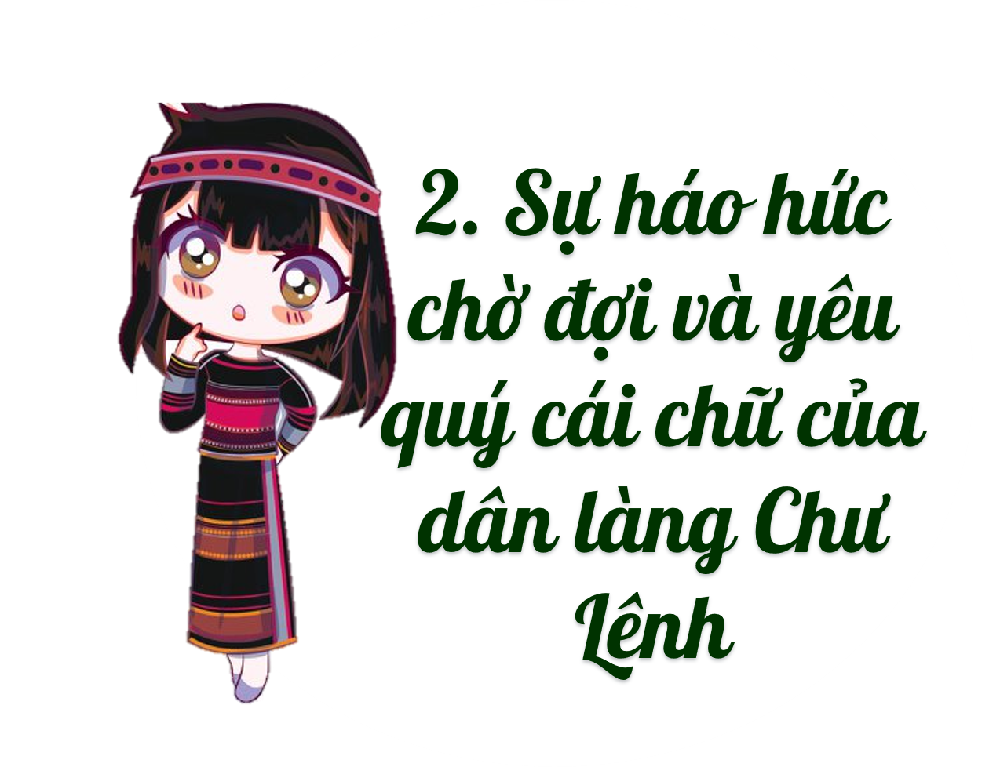 2. Sự háo hức
chờ đợi và yêu
quý cái chữ của
dân làng Chư
Lênh